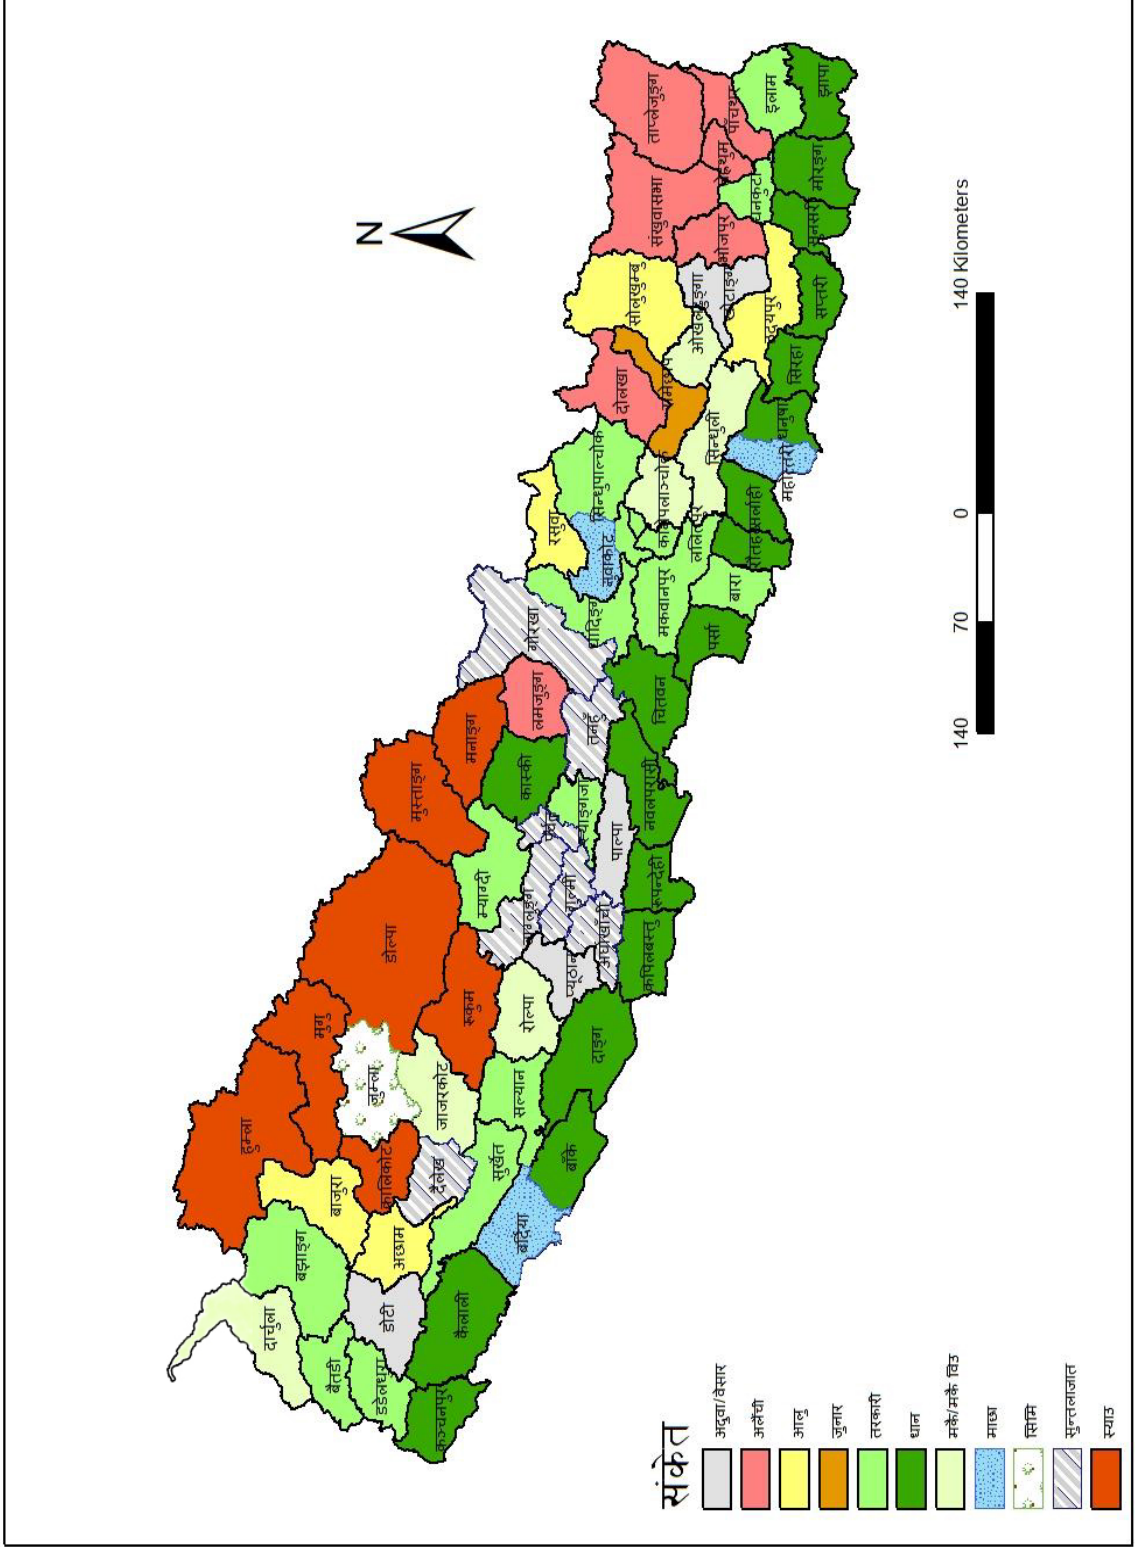 N
ताप्लेजुङ्ग
संखुवासभा
पाँचथर
इलाम
झापा
मोरङ्ग
धनकुटा
सुनसरी
भोजपुर
सोलुखुम्बु
ओखलढुङ्गा
उदयपुर
सप्तरी
सिरहा
दोलखा
धनुषा
सिन्धुली
महोत्तरी
सिन्धुपाल्चोक
रसुवा
नुवाकोट
ललितपुर
सर्लाही
मकवानपुर
बारा
पर्सा
गोरखा
चितवन
लमजुङ्ग
तनहुँ
मनाङ्ग
कास्की
मुस्ताङ्ग
नवलपरासी
पाल्पा
रूपन्देही
म्याग्दी
गुल्मी
कपिलबस्तु
डोल्पा
प्यूठान
रूकुम
रोल्पा
दाङ्ग
मुगु
जुम्ला
जाजरकोट
सल्यान
हुम्ला
कालिकोट
दैलेख
सुर्खेत
बाँके
बाजुरा
अछाम
बर्दिया
बझाङ्ग
डोटी
कैलाली
दार्चुला
बैतडी
डडेलधुरा
कञ्चनपुर
140 70 0 140 Kilometers
संकेत
अदुवा/वेसार
अलैंची
आलु
जुनार
तरकारी
धान
मकै/मकै विउ
माछा
सिमि
सुन्तलाजात
स्याउ